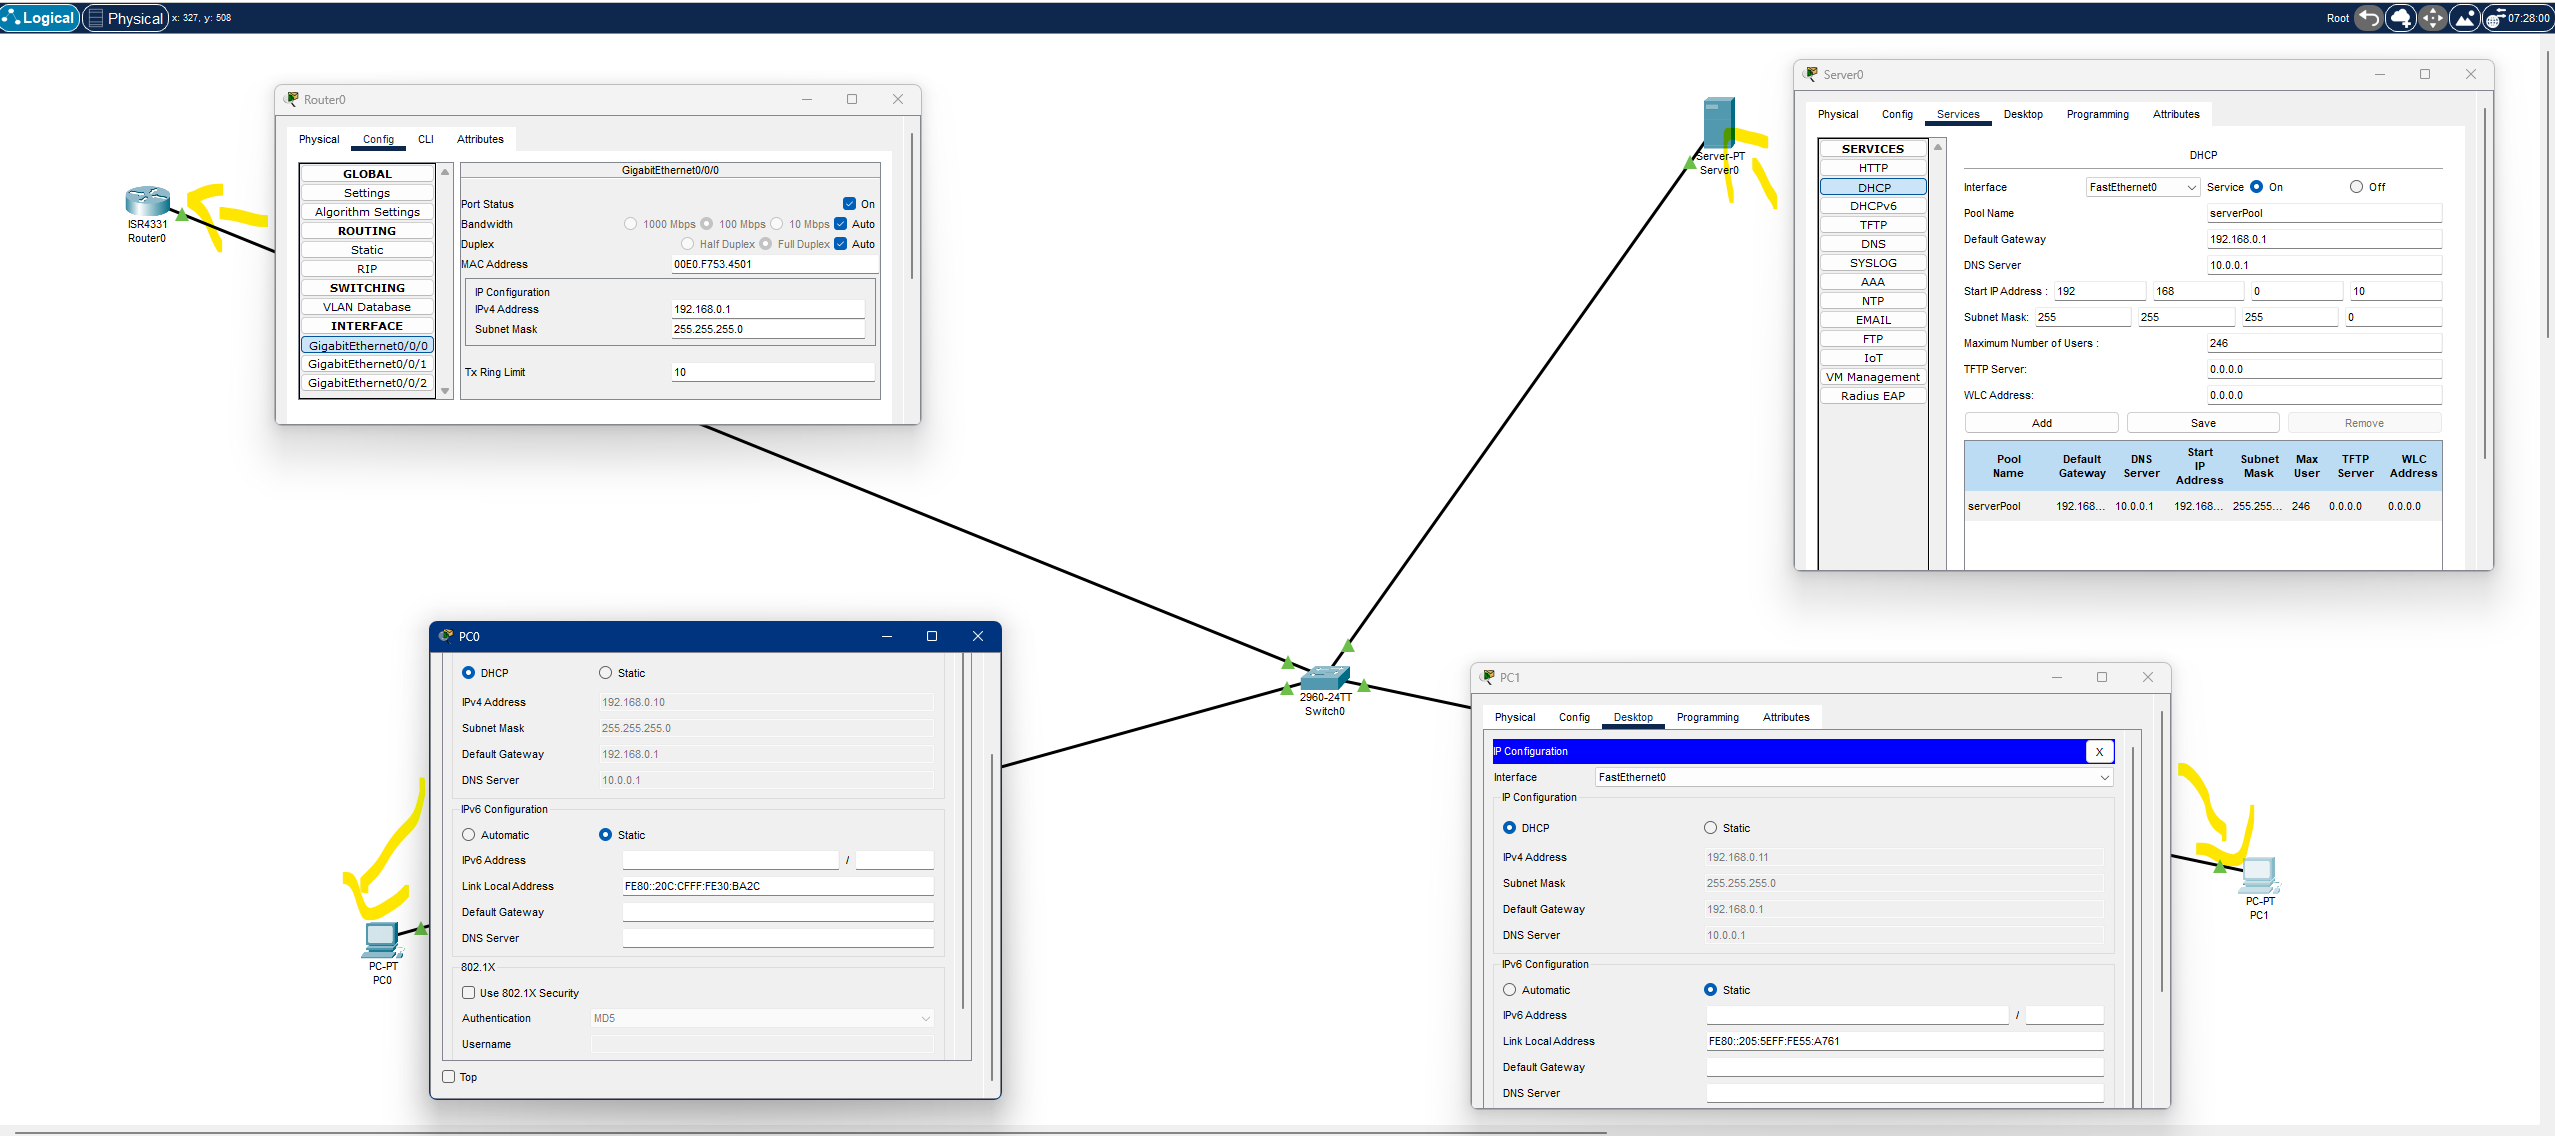 Logical Physical x: 327, y: 508 Root 07:28:00
Router0
Physical Config CLI Attributes
GLOBAL
Settings
Algorithm Settings
ROUTING
Static
RIP
SWITCHING
VLAN Database
INTERFACE
GigabitEthernet0/0/0
GigabitEthernet0/0/1
GigabitEthernet0/0/2
GigabitEthernet0/0/0
Port Status On
Bandwidth 1000 Mbps 100 Mbps 10 Mbps Auto
Duplex Half Duplex Full Duplex Auto
MAC Address 00E0.F753.4501
IP Configuration
IPv4 Address 192.168.0.1
Subnet Mask 255.255.255.0
Tx Ring Limit 10
ISR4331
Router0
Server-PT
Server0
Server0
Physical Config Services Desktop Programming Attributes
SERVICES
HTTP
DHCP
DHCPv6
TFTP
DNS
SYSLOG
AAA
NTP
EMAIL
FTP
IoT
VM Management
Radius EAP
DHCP
Interface FastEthernet0 Service On Off
Pool Name serverPool
Default Gateway 192.168.0.1
DNS Server 10.0.0.1
Start IP Address : 192 168 0 10
Subnet Mask: 255 255 255 0
Maximum Number of Users : 246
TFTP Server: 0.0.0.0
WLC Address: 0.0.0.0
Add Save Remove
Pool Name Default Gateway DNS Server Start IP Address Subnet Mask Max User TFTP Server WLC Address
serverPool 192.168... 10.0.0.1 192.168... 255.255... 246 0.0.0.0 0.0.0.0
2960-24TT
Switch0
PC0
DHCP Static
IPv4 Address 192.168.0.10
Subnet Mask 255.255.255.0
Default Gateway 192.168.0.1
DNS Server 10.0.0.1
IPv6 Configuration
Automatic Static
IPv6 Address /
Link Local Address FE80::20C:CFFF:FE30:BA2C
Default Gateway
DNS Server
802.1X
Use 802.1X Security
Authentication MD5
Username
Top
PC-PT
PC0
PC1
Physical Config Desktop Programming Attributes
IP Configuration X
Interface FastEthernet0
IP Configuration
DHCP Static
IPv4 Address 192.168.0.11
Subnet Mask 255.255.255.0
Default Gateway 192.168.0.1
DNS Server 10.0.0.1
IPv6 Configuration
Automatic Static
IPv6 Address /
Link Local Address FE80::205:5EFF:FE55:A761
Default Gateway
DNS Server
PC-PT
PC1